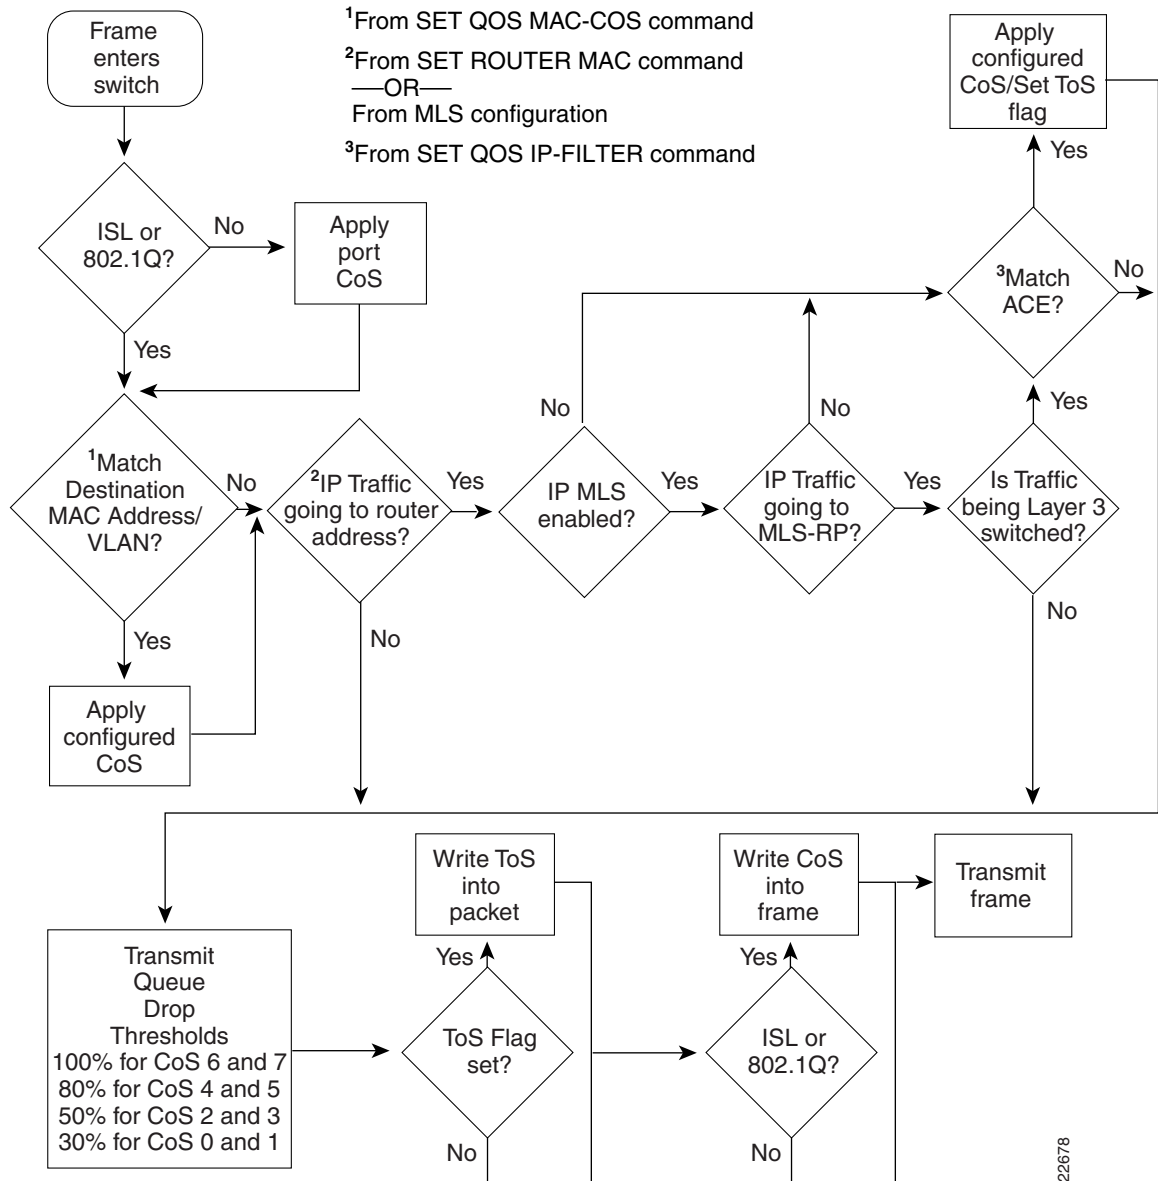 Frame
enters
switch
¹From SET QOS MAC-COS command
²From SET ROUTER MAC command
—OR—
From MLS configuration
³From SET QOS IP-FILTER command
Apply
configured
CoS/Set ToS
flag
Yes
ISL or
802.1Q?
No
Apply
port
CoS
³Match
ACE?
No
Yes
Yes
¹Match
Destination
MAC Address/
VLAN?
No
²IP Traffic
going to router
address?
Yes
No
IP MLS
enabled?
Yes
No
IP Traffic
going to
MLS-RP?
Yes
Is Traffic
being Layer 3
switched?
Yes
No
No
Apply
configured
CoS
Write ToS
into
packet
Write CoS
into
frame
Transmit
frame
Transmit
Queue
Drop
Thresholds
100% for CoS 6 and 7
80% for CoS 4 and 5
50% for CoS 2 and 3
30% for CoS 0 and 1
Yes
ToS Flag
set?
No
Yes
ISL or
802.1Q?
No
22678